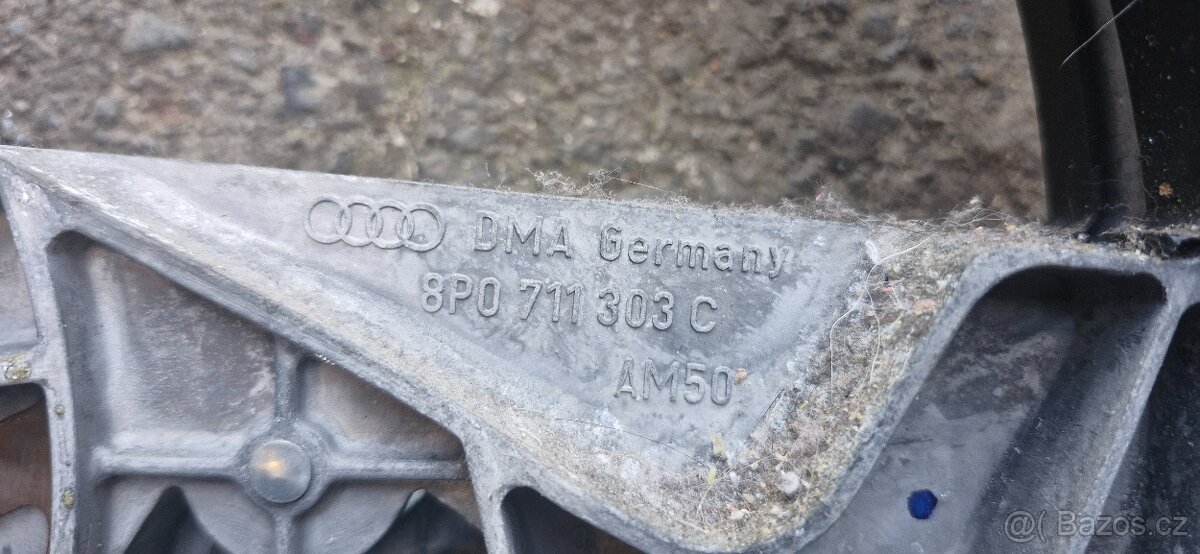 DMA Germany
8P0 711 303 C
AM50
@( Bazos.cz